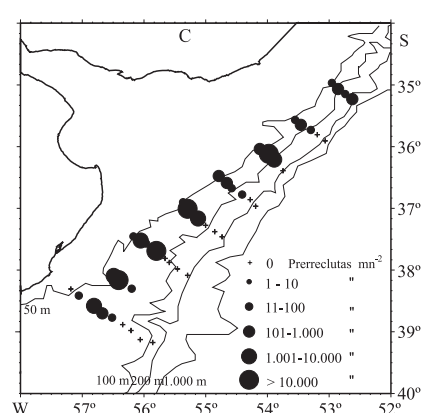 C
S
35º
36º
37º
38º
39º
40º
+ 0 Prerreclutas mn-2
1 - 10 "
11-100 "
101-1.000 "
1.001-10.000 "
> 10.000 "
50 m
100 m 200 m 1.000 m
W 57º 56º 55º 54º 53º 52º